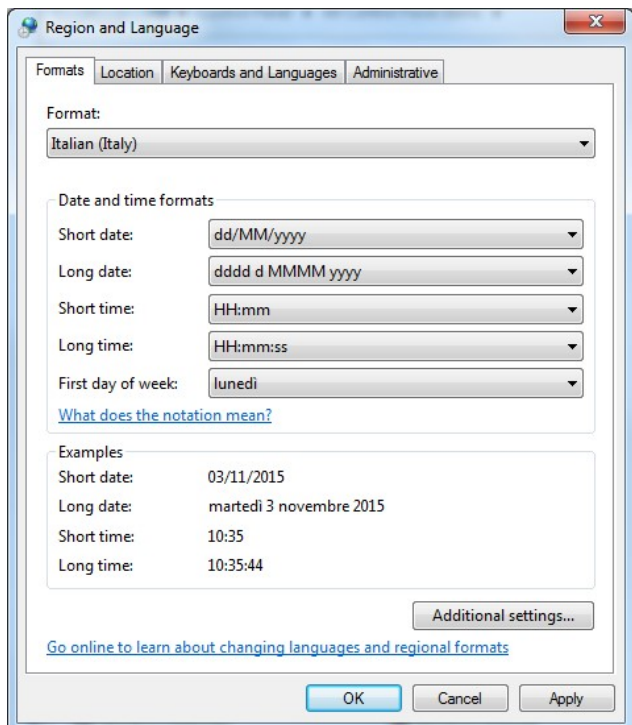 Region and Language
Formats Location Keyboards and Languages Administrative
Format:
Italian (Italy)
Date and time formats
Short date: dd/MM/yyyy
Long date: dddd d MMMM yyyy
Short time: HH:mm
Long time: HH:mm:ss
First day of week: lunedì
What does the notation mean?
Examples
Short date: 03/11/2015
Long date: martedì 3 novembre 2015
Short time: 10:35
Long time: 10:35:44
Additional settings...
Go online to learn about changing languages and regional formats
OK Cancel Apply